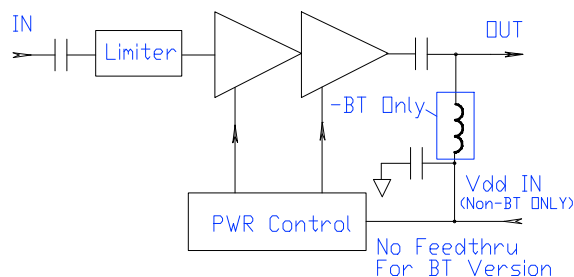 IN
OUT
Limiter
-BT Only
Vdd IN
(Non-BT ONLY)
PWR Control
No Feedthru
For BT Version